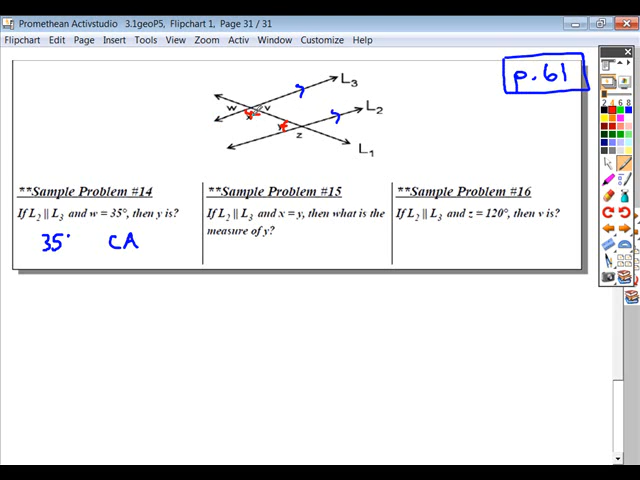 Promethean Activstudio - 3.1geoP5, Flipchart 1, Page 31 / 31
Flipchart Edit Page Insert Tools View Zooms Activ Window Customize Help
p.61
L3
L2
L1
w v
x
y
z
**Sample Problem #14
If L2 || L3 and w = 35°, then y is?
35° CA
**Sample Problem #15
If L2 || L3 and x = y, then what is the
measure of y?
**Sample Problem #16
If L2 || L3 and z = 120°, then v is?